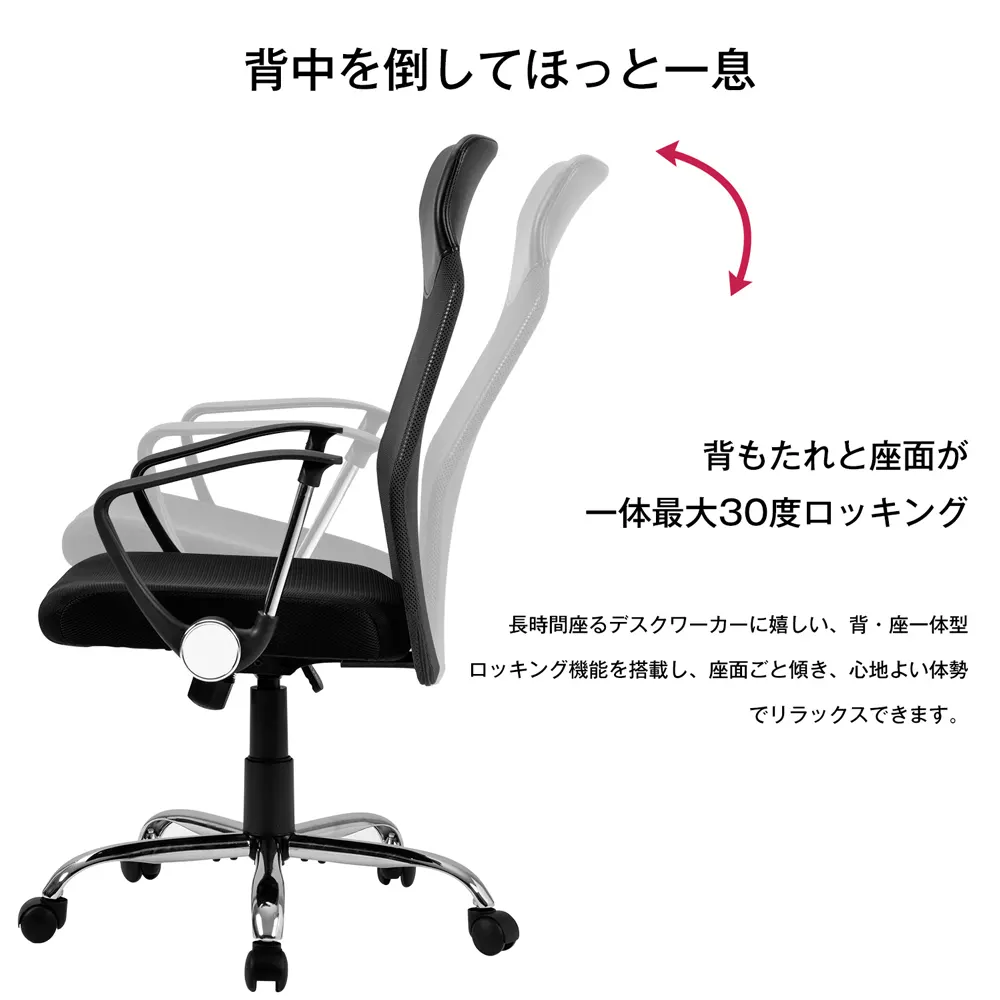 背中を倒してほっと一息
背もたれと座面が
一体最大30度ロッキング
長時間座るデスクワーカーに嬉しい、背・座一体型
ロッキング機能を搭載し、座面ごと傾き、心地よい体勢
でリラックスできます。